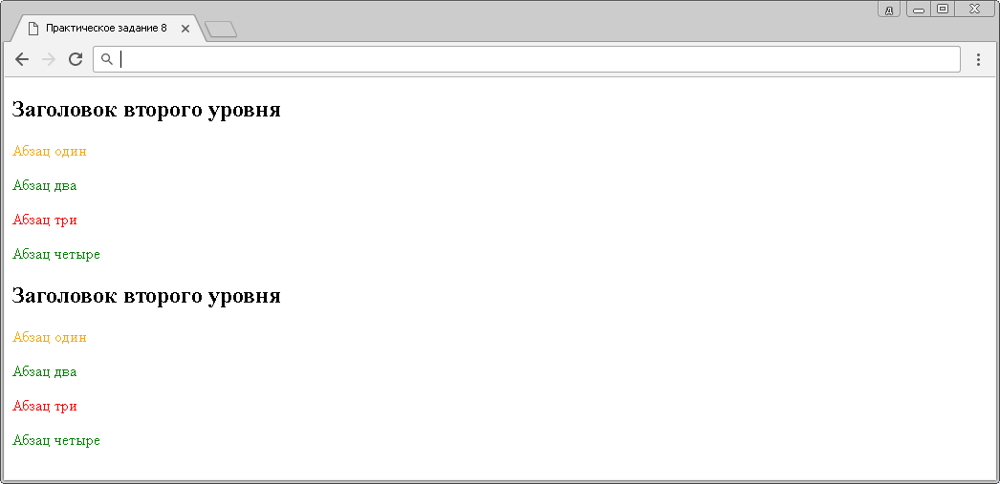 д
Практическое задание 8
Заголовок второго уровня
Абзац один
Абзац два
Абзац три
Абзац четыре
Заголовок второго уровня
Абзац один
Абзац два
Абзац три
Абзац четыре